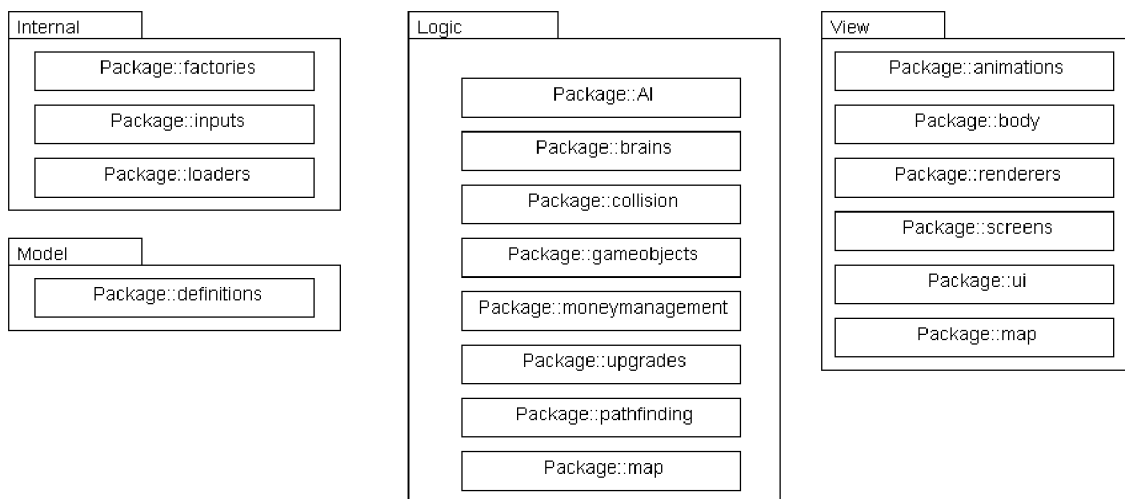 Internal
Package::factories
Package::inputs
Package::loaders
Model
Package::definitions
Logic
Package::AI
Package::brains
Package::collision
Package::gameobjects
Package::moneymanagement
Package::upgrades
Package::pathfinding
Package::map
View
Package::animations
Package::body
Package::renderers
Package::screens
Package::ui
Package::map